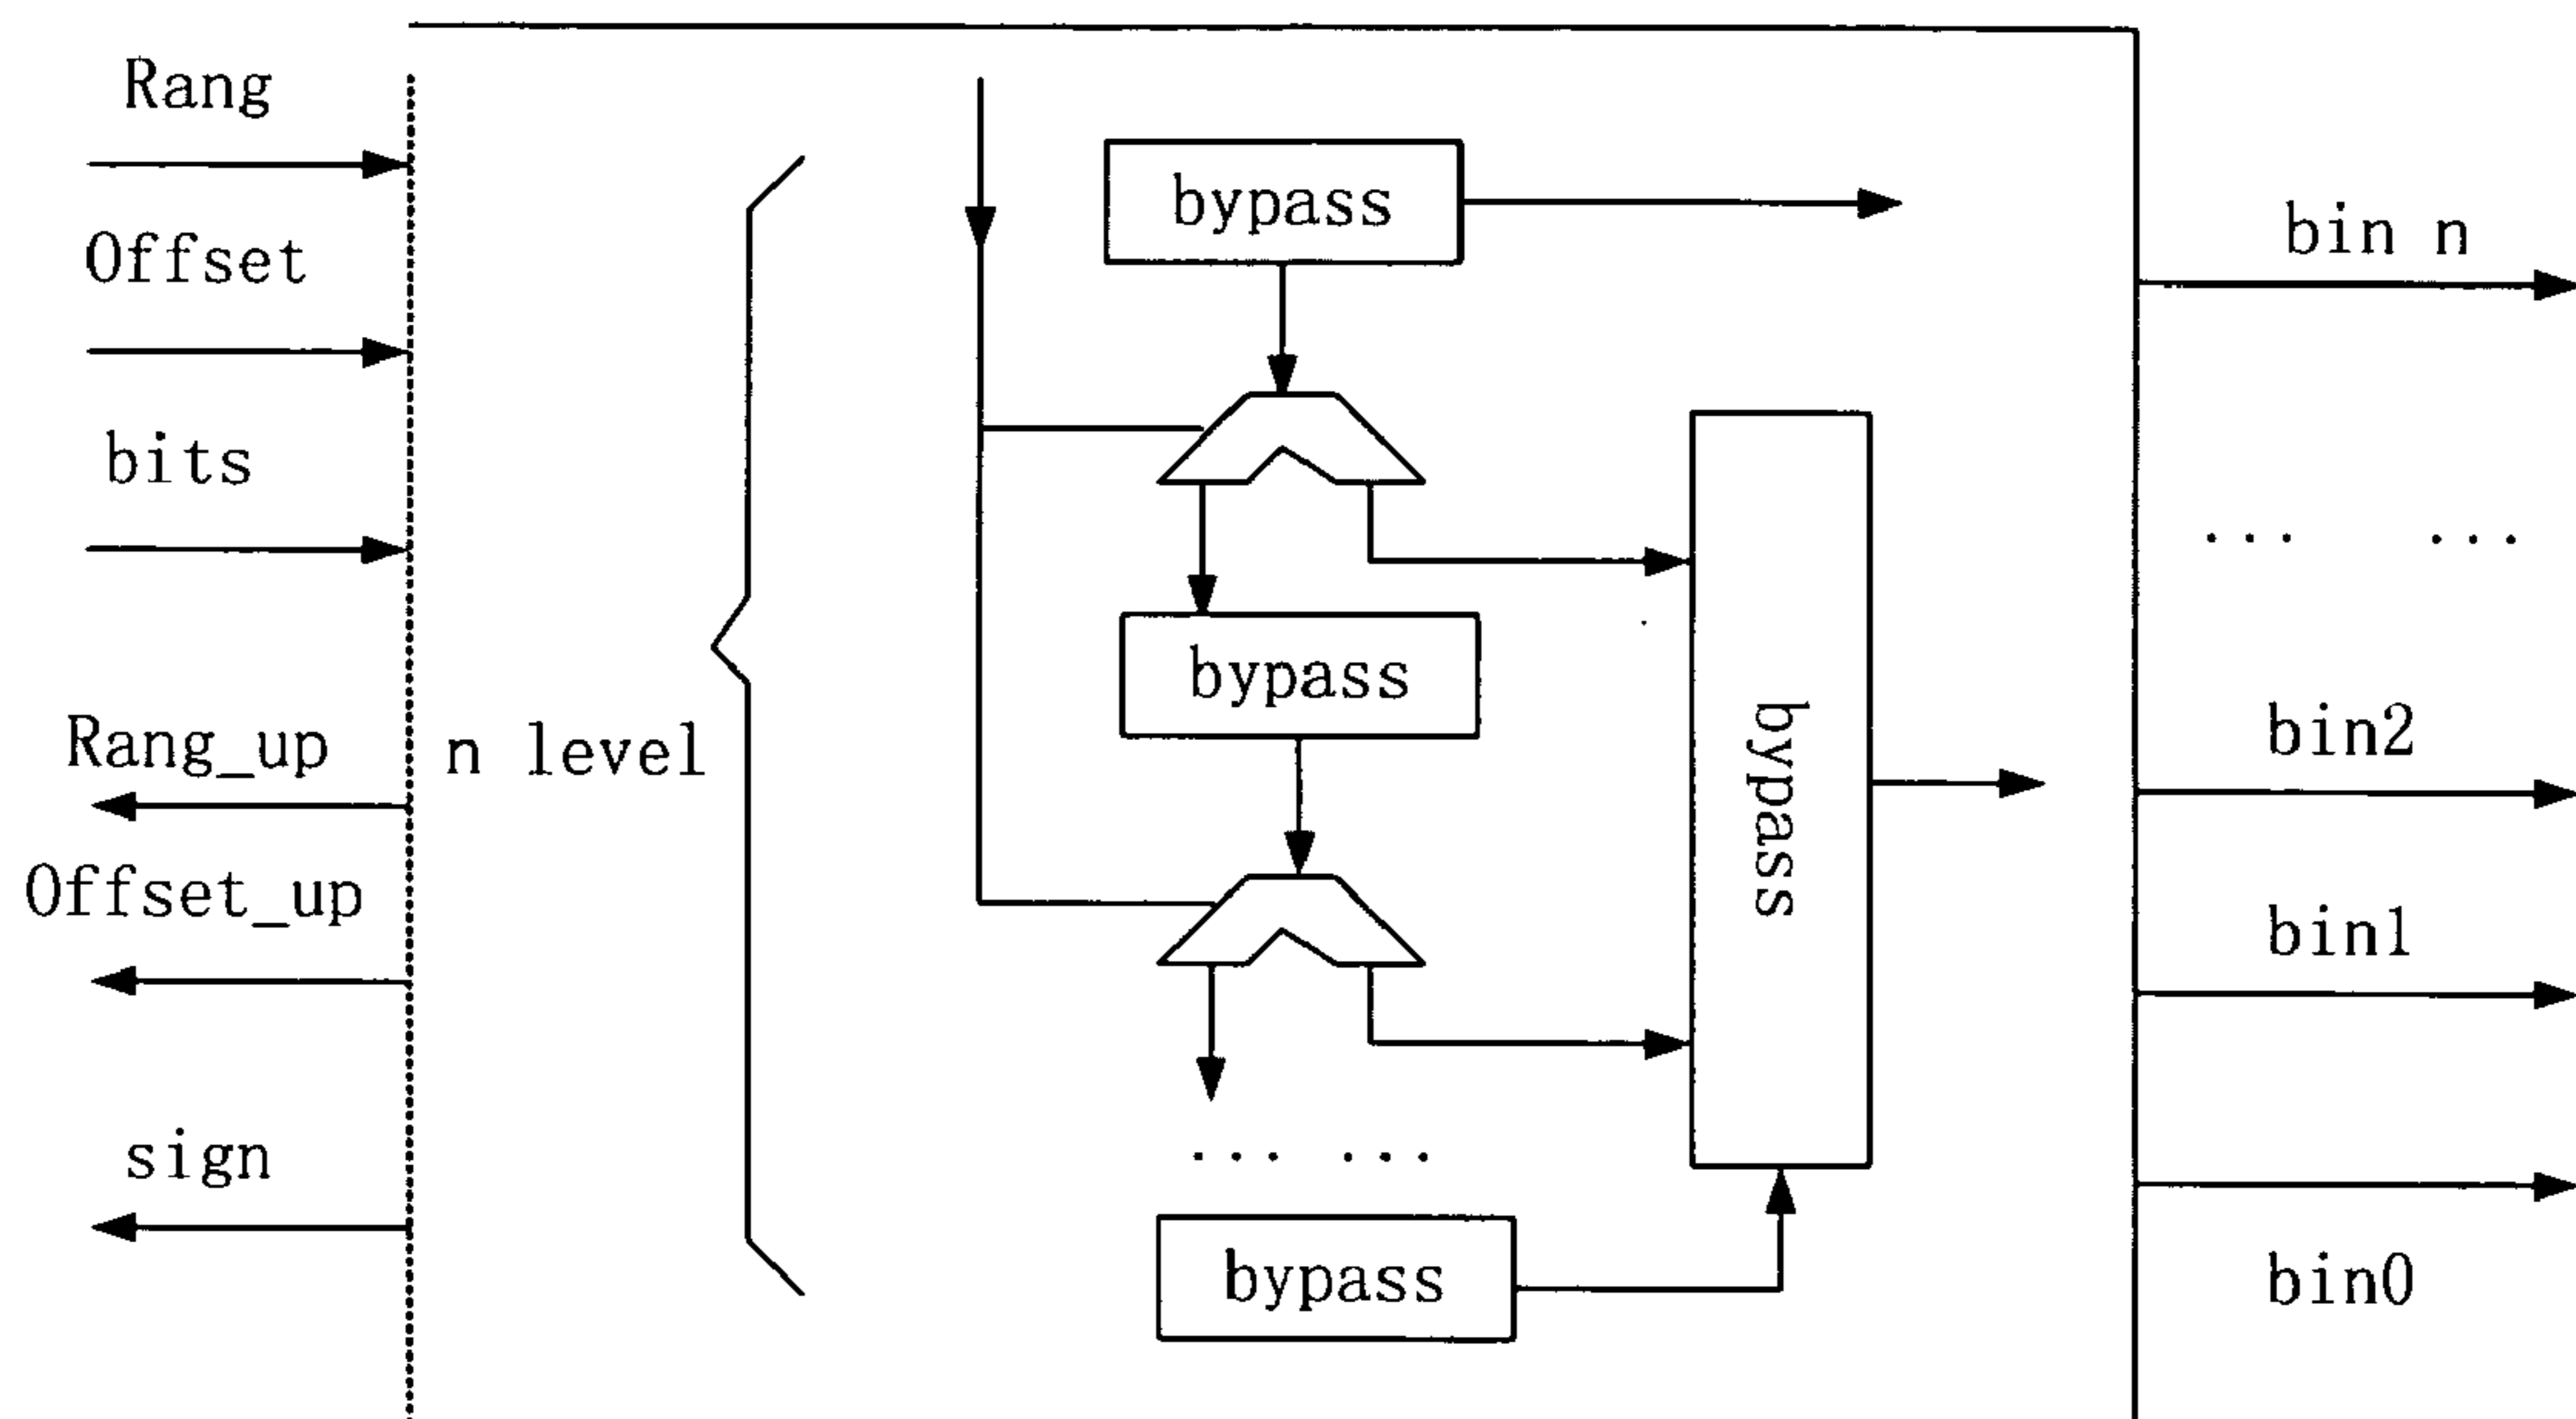 Rang
Offset
bits
Rang_up
Offset_up
sign
n level
bypass
bypass
... ...
bypass
bypass
bin n
... ...
bin2
bin1
bin0